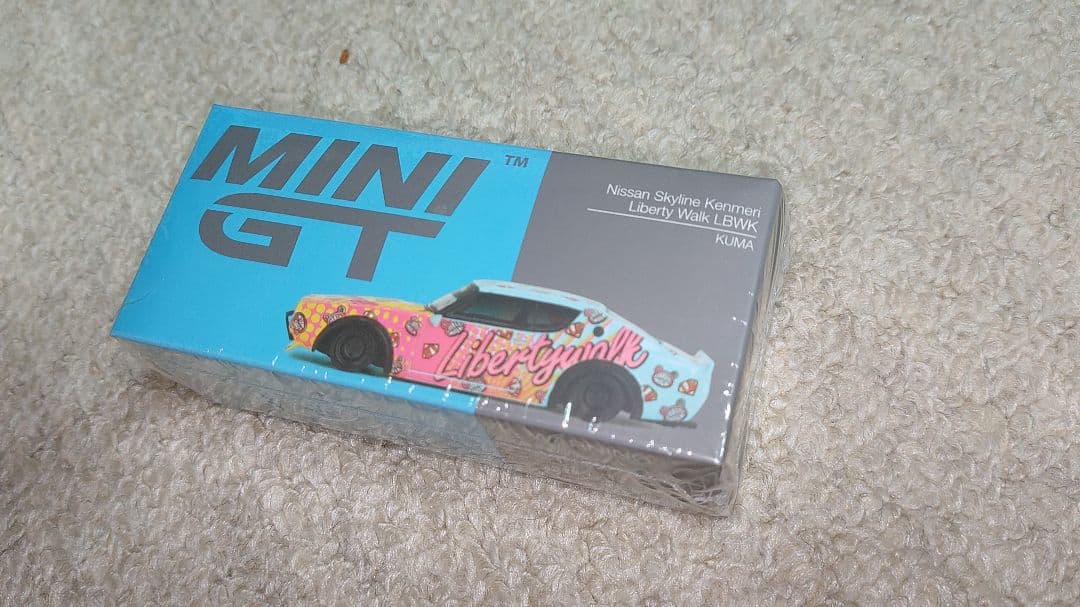 MINI
GT
TM
Nissan Skyline Kenmeri
Liberty Walk LBWK
KUMA
Libertywalk